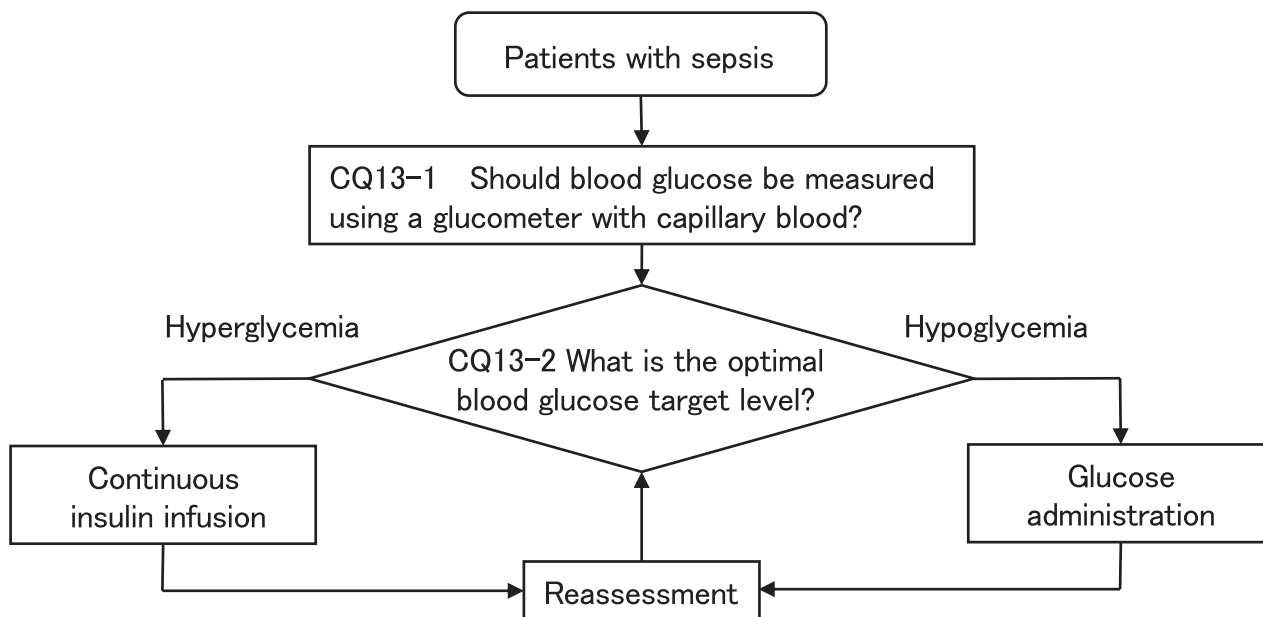 Patients with sepsis
CQ13-1 Should blood glucose be measured
using a glucometer with capillary blood?
Hyperglycemia
Hypoglycemia
CQ13-2 What is the optimal
blood glucose target level?
Continuous
insulin infusion
Glucose
administration
Reassessment